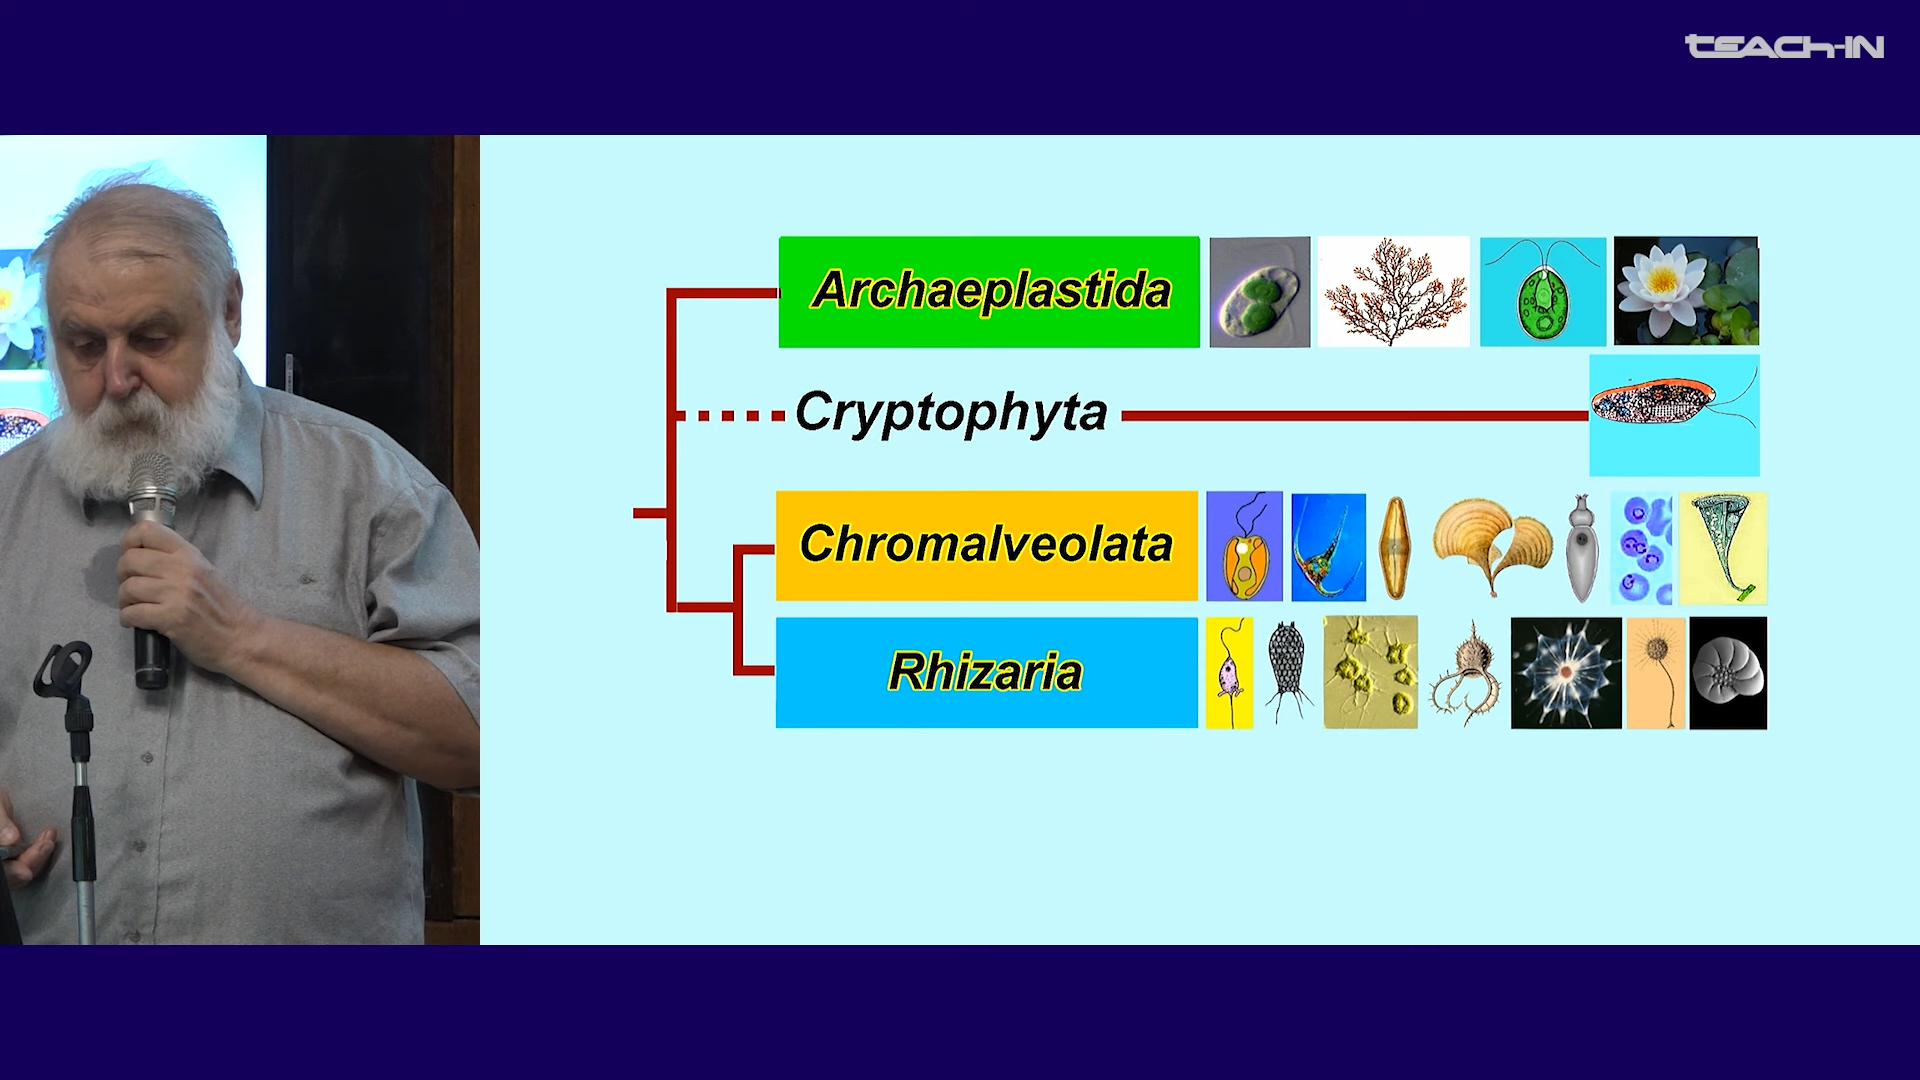 TEACH-IN
Archaeplastida
Cryptophyta
Chromalveolata
Rhizaria